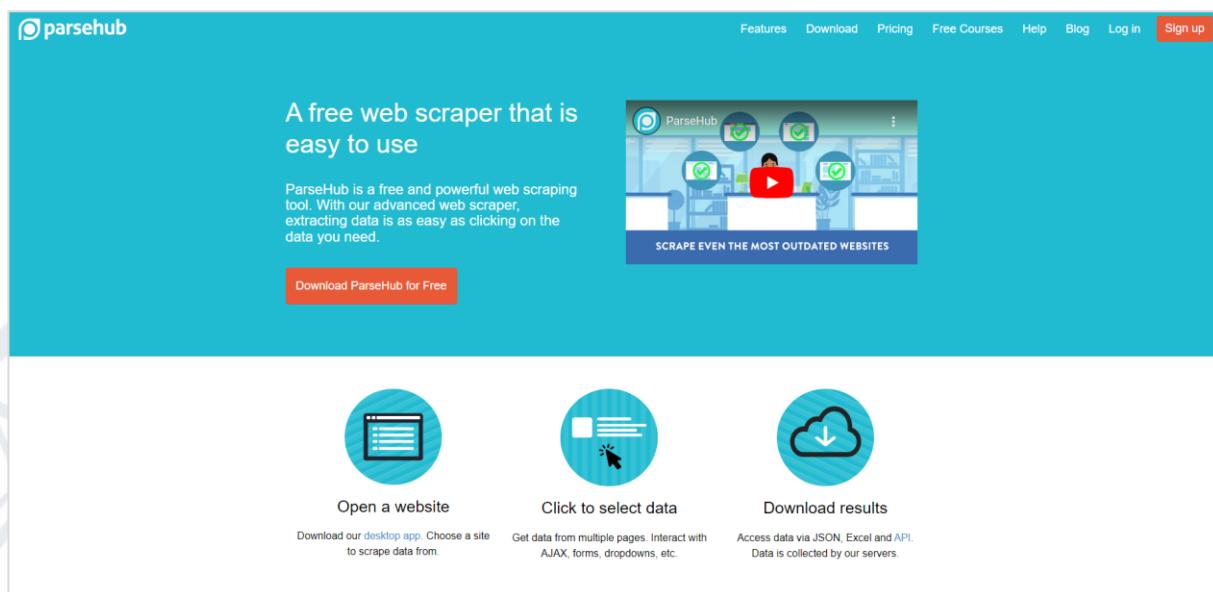 parsehub
Features Download Pricing Free Courses Help Blog Log in Sign up
A free web scraper that is
easy to use
ParseHub is a free and powerful web scraping
tool. With our advanced web scraper,
extracting data is as easy as clicking on the
data you need.
Download ParseHub for Free
ParseHub
SCRAPE EVEN THE MOST OUTDATED WEBSITES
Open a website
Download our desktop app. Choose a site
to scrape data from.
Click to select data
Get data from multiple pages. Interact with
AJAX, forms, dropdowns, etc.
Download results
Access data via JSON, Excel and API.
Data is collected by our servers.